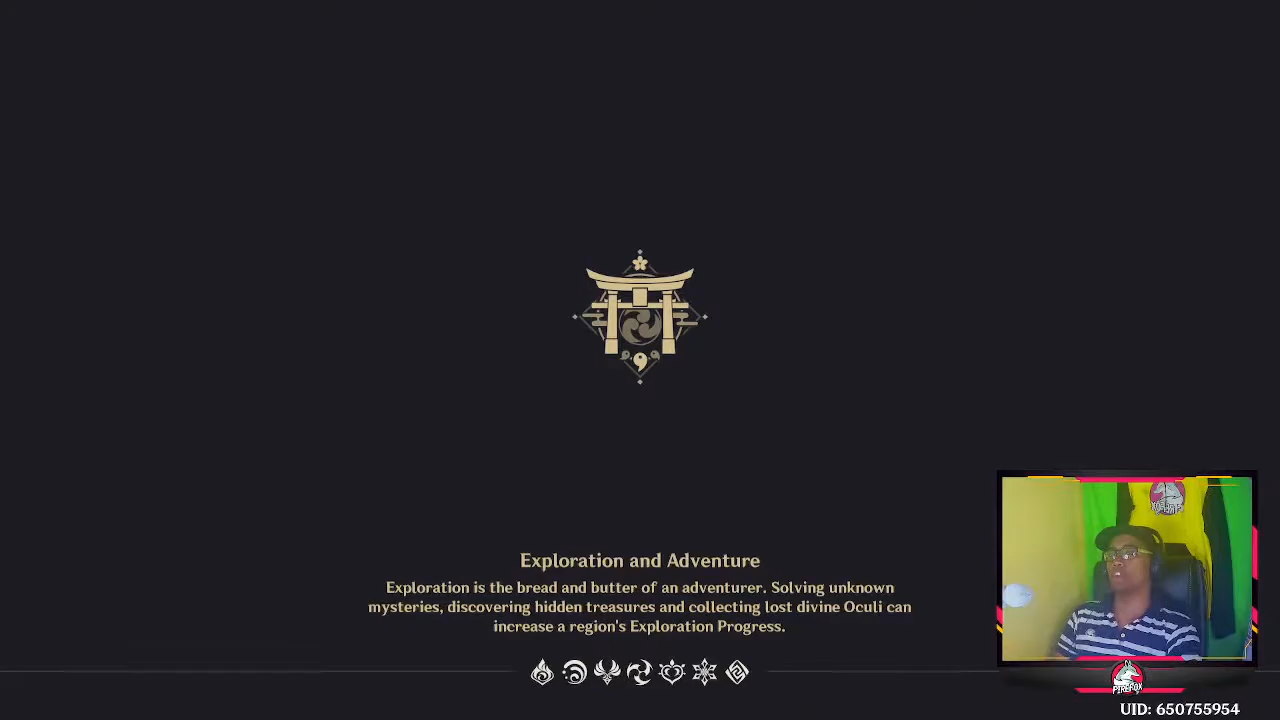 Exploration and Adventure
Exploration is the bread and butter of an adventurer. Solving unknown
mysteries, discovering hidden treasures and collecting lost divine Oculi can
increase a region's Exploration Progress.
PIREFOX
UID: 650755954